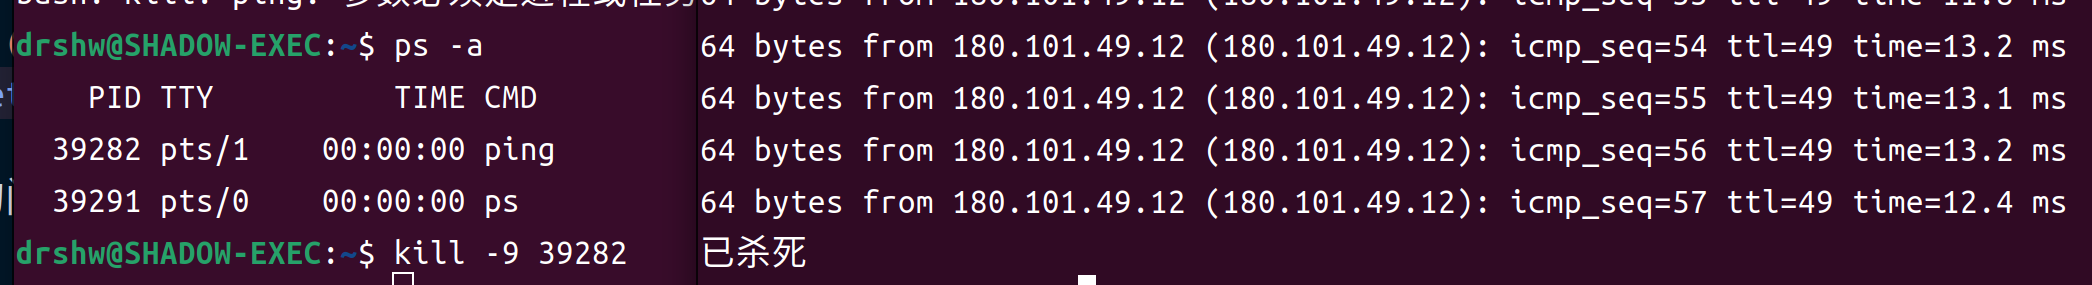 drshw@SHADOW-EXEC:~$ ps -a
PID TTY TIME CMD
39282 pts/1 00:00:00 ping
39291 pts/0 00:00:00 ps
drshw@SHADOW-EXEC:~$ kill -9 39282
64 bytes from 180.101.49.12 (180.101.49.12): icmp_seq=54 ttl=49 time=13.2 ms
64 bytes from 180.101.49.12 (180.101.49.12): icmp_seq=55 ttl=49 time=13.1 ms
64 bytes from 180.101.49.12 (180.101.49.12): icmp_seq=56 ttl=49 time=13.2 ms
64 bytes from 180.101.49.12 (180.101.49.12): icmp_seq=57 ttl=49 time=12.4 ms
已杀死